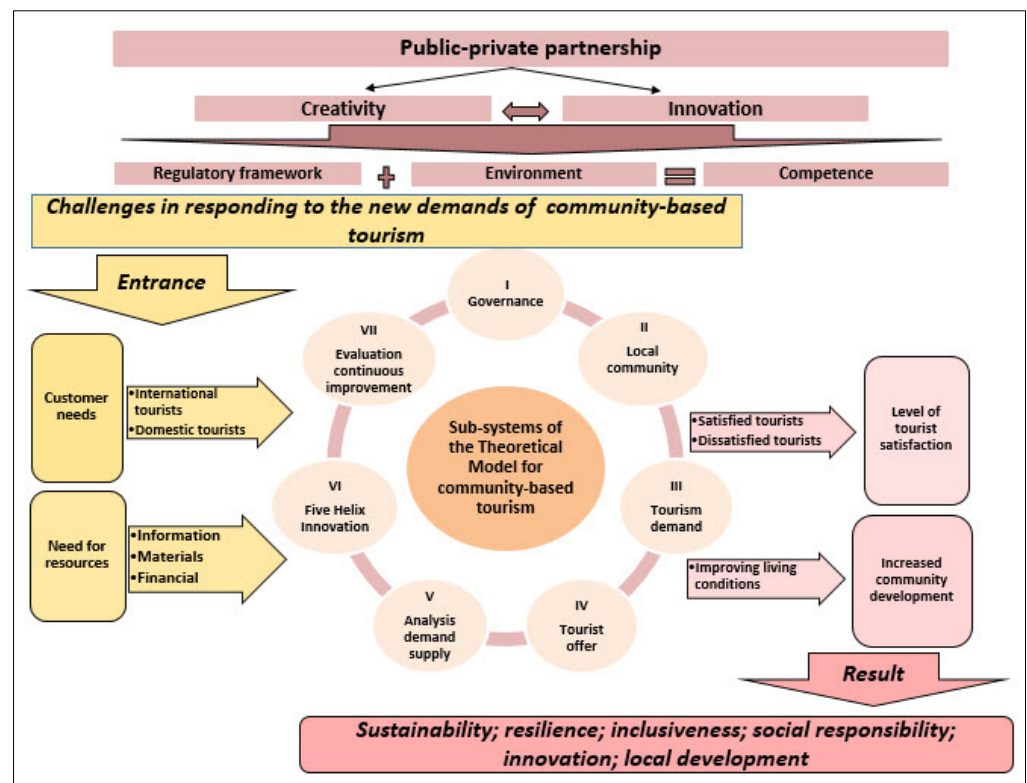 Public-private partnership
Creativity
Innovation
Regulatory framework
Environment
Competence
Challenges in responding to the new demands of community-based
tourism
Entrance
Customer
needs
•International
tourists
•Domestic tourists
Need for
resources
•Information
•Materials
•Financial
I
Governance
II
Local
community
III
Tourism
demand
IV
Tourist
offer
V
Analysis
demand
supply
VI
Five Helix
Innovation
VII
Evaluation
continuous
improvement
Sub-systems of
the Theoretical
Model for
community-based
tourism
•Satisfied tourists
•Dissatisfied tourists
Level of
tourist
satisfaction
•Improving living
conditions
Increased
community
development
Result
Sustainability; resilience; inclusiveness; social responsibility;
innovation; local development